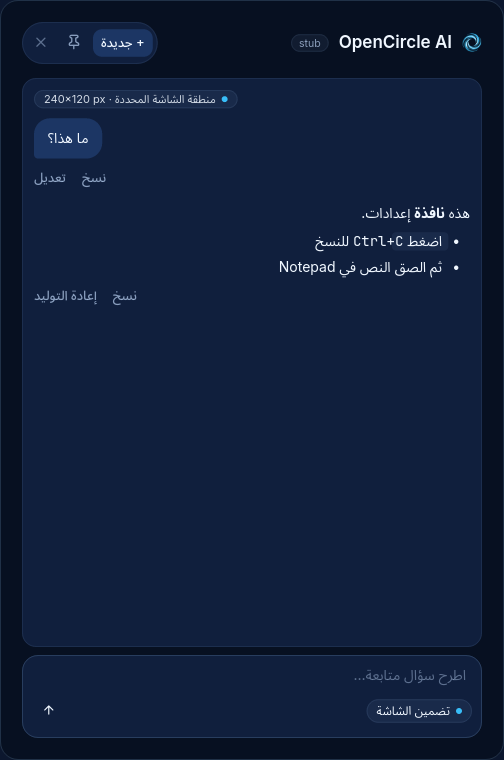 OpenCircle AI
stub
+ جديدة
منطقة الشاشة المحددة · 240×120 px
ما هذا؟
نسخ تعديل
هذه نافذة إعدادات.
• اضغط Ctrl+C للنسخ
• ثم الصق النص في Notepad
نسخ إعادة التوليد
اطرح سؤال متابعة...
تضمين الشاشة